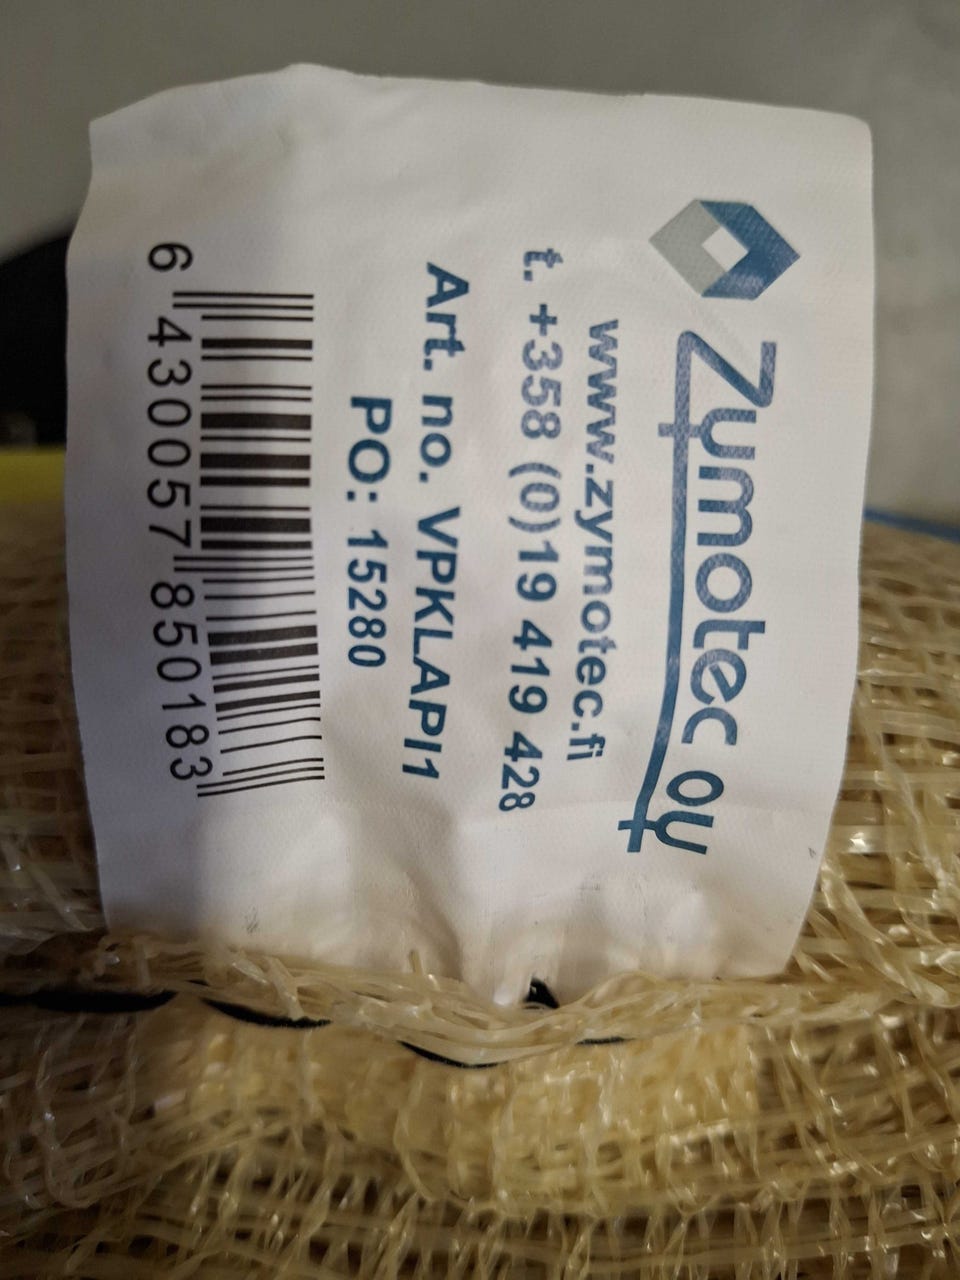 Zymotec oy
www.zymotec.fi
t. +358 (0)19 419 428
Art. no. VPKLAPI1
PO: 15280
6 430057 850183